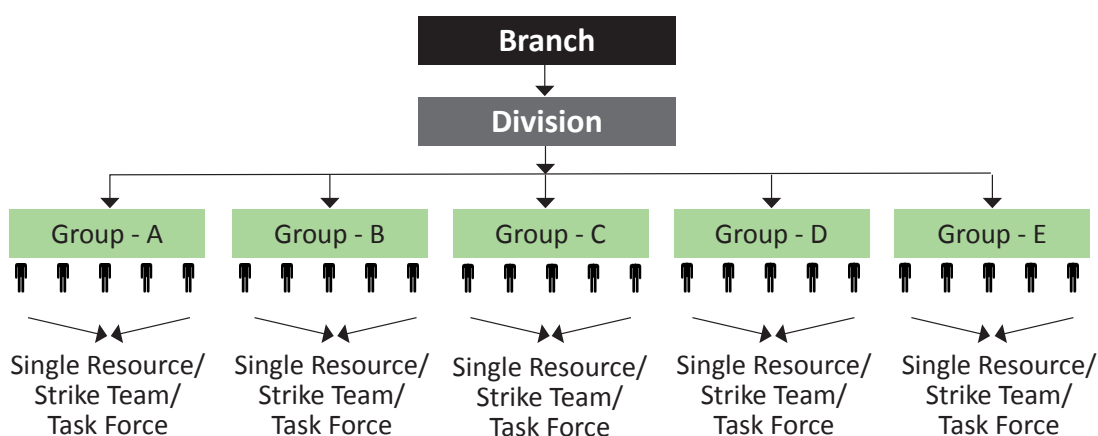 Branch
Division
Group - A
Group - B
Group - C
Group - D
Group - E
Single Resource/
Strike Team/
Task Force
Single Resource/
Strike Team/
Task Force
Single Resource/
Strike Team/
Task Force
Single Resource/
Strike Team/
Task Force
Single Resource/
Strike Team/
Task Force